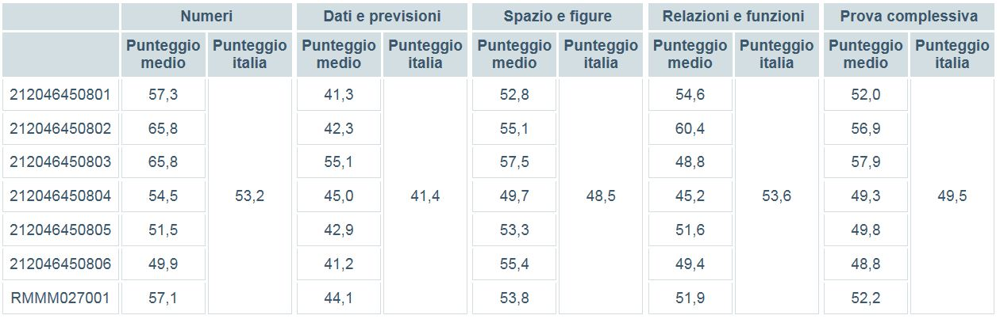 Numeri Dati e previsioni Spazio e figure Relazioni e funzioni Prova complessiva
Punteggio medio Punteggio italia Punteggio medio Punteggio italia Punteggio medio Punteggio italia Punteggio medio Punteggio italia Punteggio medio Punteggio italia
212046450801 57,3 41,3 52,8 54,6 52,0
212046450802 65,8 42,3 55,1 60,4 56,9
212046450803 65,8 55,1 57,5 48,8 57,9
212046450804 54,5 53,2 45,0 41,4 49,7 48,5 45,2 53,6 49,3 49,5
212046450805 51,5 42,9 53,3 51,6 49,8
212046450806 49,9 41,2 55,4 49,4 48,8
RMMM027001 57,1 44,1 53,8 51,9 52,2